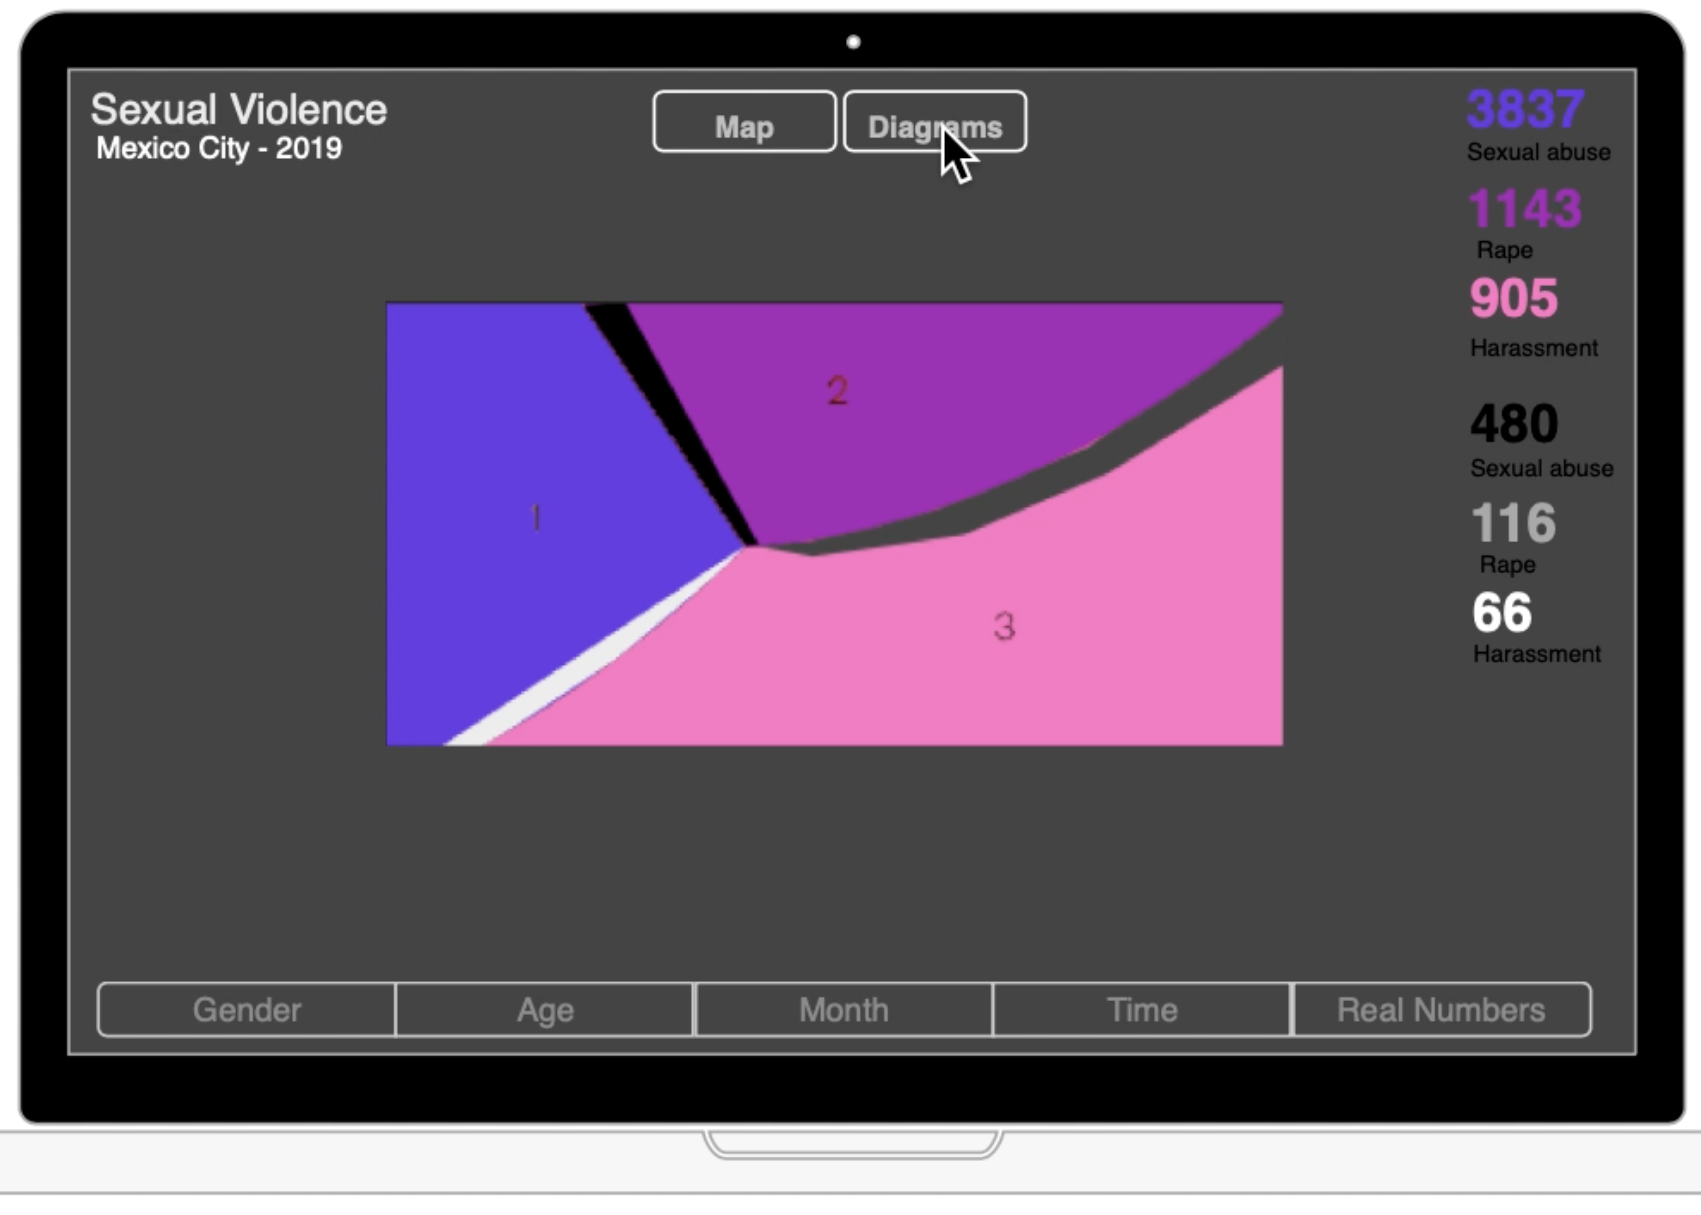 Sexual Violence
Mexico City - 2019
Map
Diagrams
3837
Sexual abuse
1143
Rape
905
Harassment
480
Sexual abuse
116
Rape
66
Harassment
1
2
3
Gender
Age
Month
Time
Real Numbers